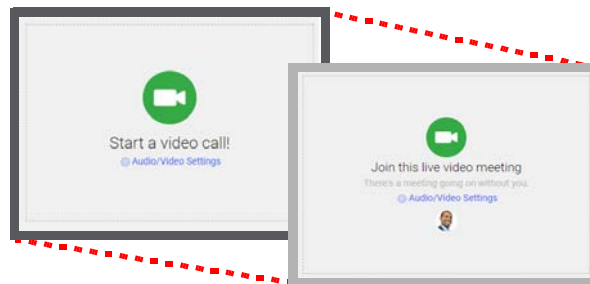 Start a video call!
Audio/Video Settings
Join this live video meeting
There's a meeting going on without you.
Audio/Video Settings